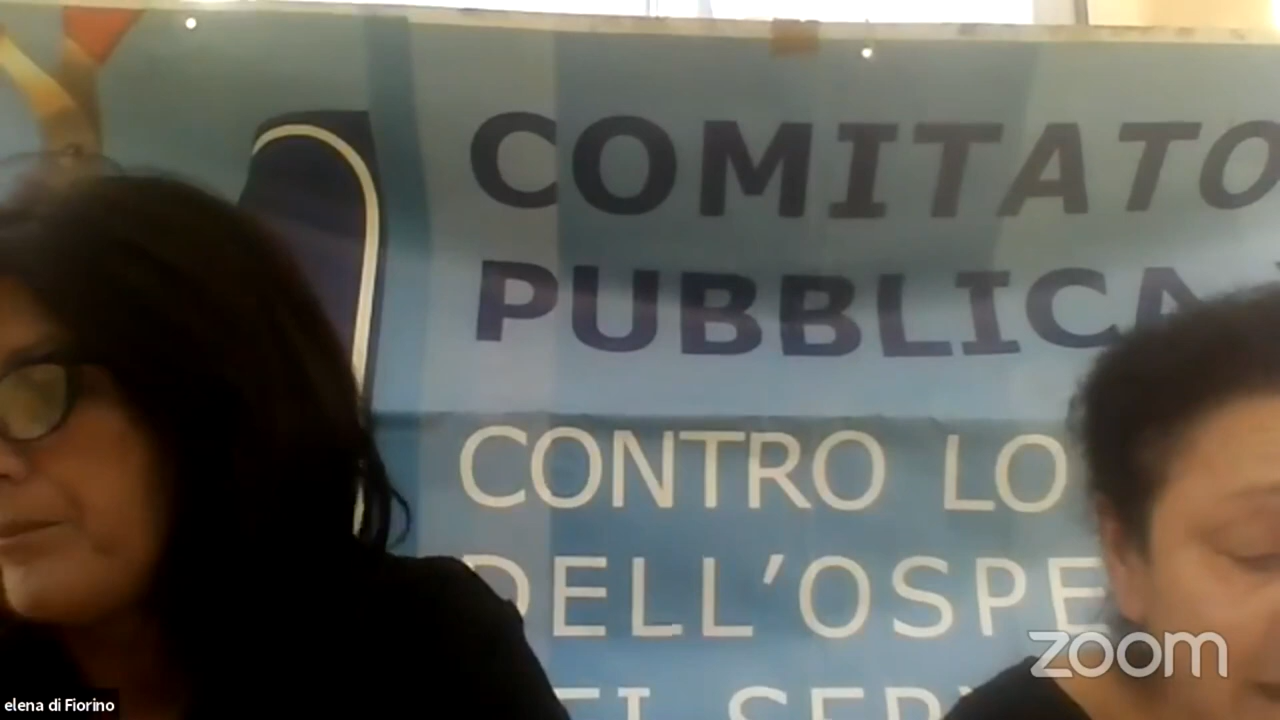 COMITATO
PUBBLICA
CONTRO LO
DELL'OSPE
zoom
elena di Fiorino